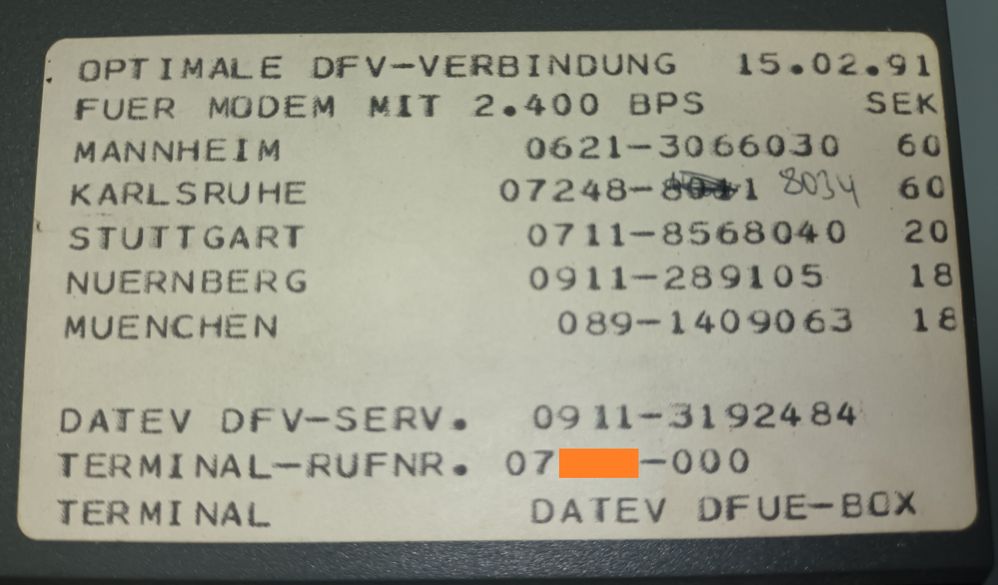 OPTIMALE DFV-VERBINDUNG 15.02.91
FUER MODEM MIT 2.400 BPS SEK
MANNHEIM 0621-3066030 60
KARLSRUHE 07248- 8034 60
STUTTGART 0711-8568040 20
NUERNBERG 0911-289105 18
MUENCHEN 089-1409063 18
DATEV DFV-SERV. 0911-3192484
TERMINAL-RUFNR. 07 -000
TERMINAL DATEV DFUE-BOX